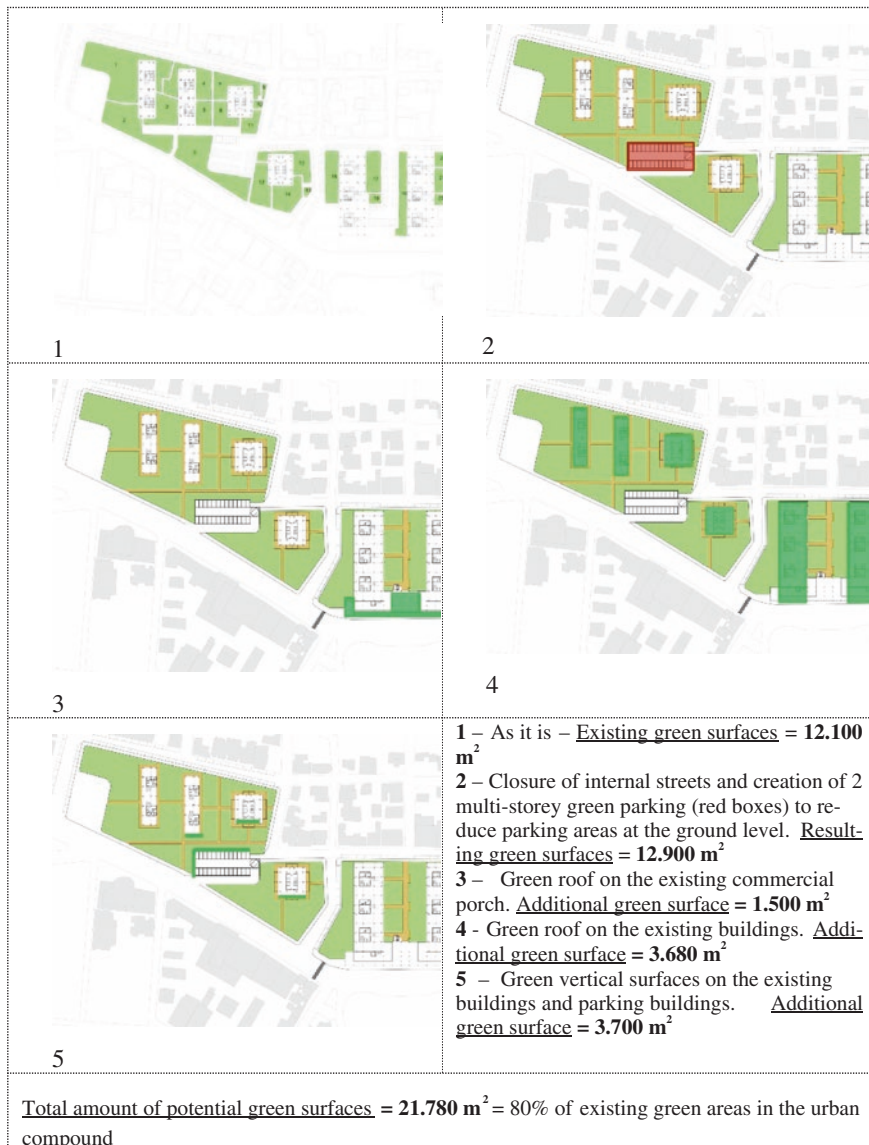 1
2
3
4
5
1 – As it is – Existing green surfaces = 12.100
m²
2 – Closure of internal streets and creation of 2
multi-storey green parking (red boxes) to re-
duce parking areas at the ground level. Result-
ing green surfaces = 12.900 m²
3 – Green roof on the existing commercial
porch. Additional green surface = 1.500 m²
4 - Green roof on the existing buildings. Addi-
tional green surface = 3.680 m²
5 – Green vertical surfaces on the existing
buildings and parking buildings. Additional
green surface = 3.700 m²
Total amount of potential green surfaces = 21.780 m² = 80% of existing green areas in the urban
compound